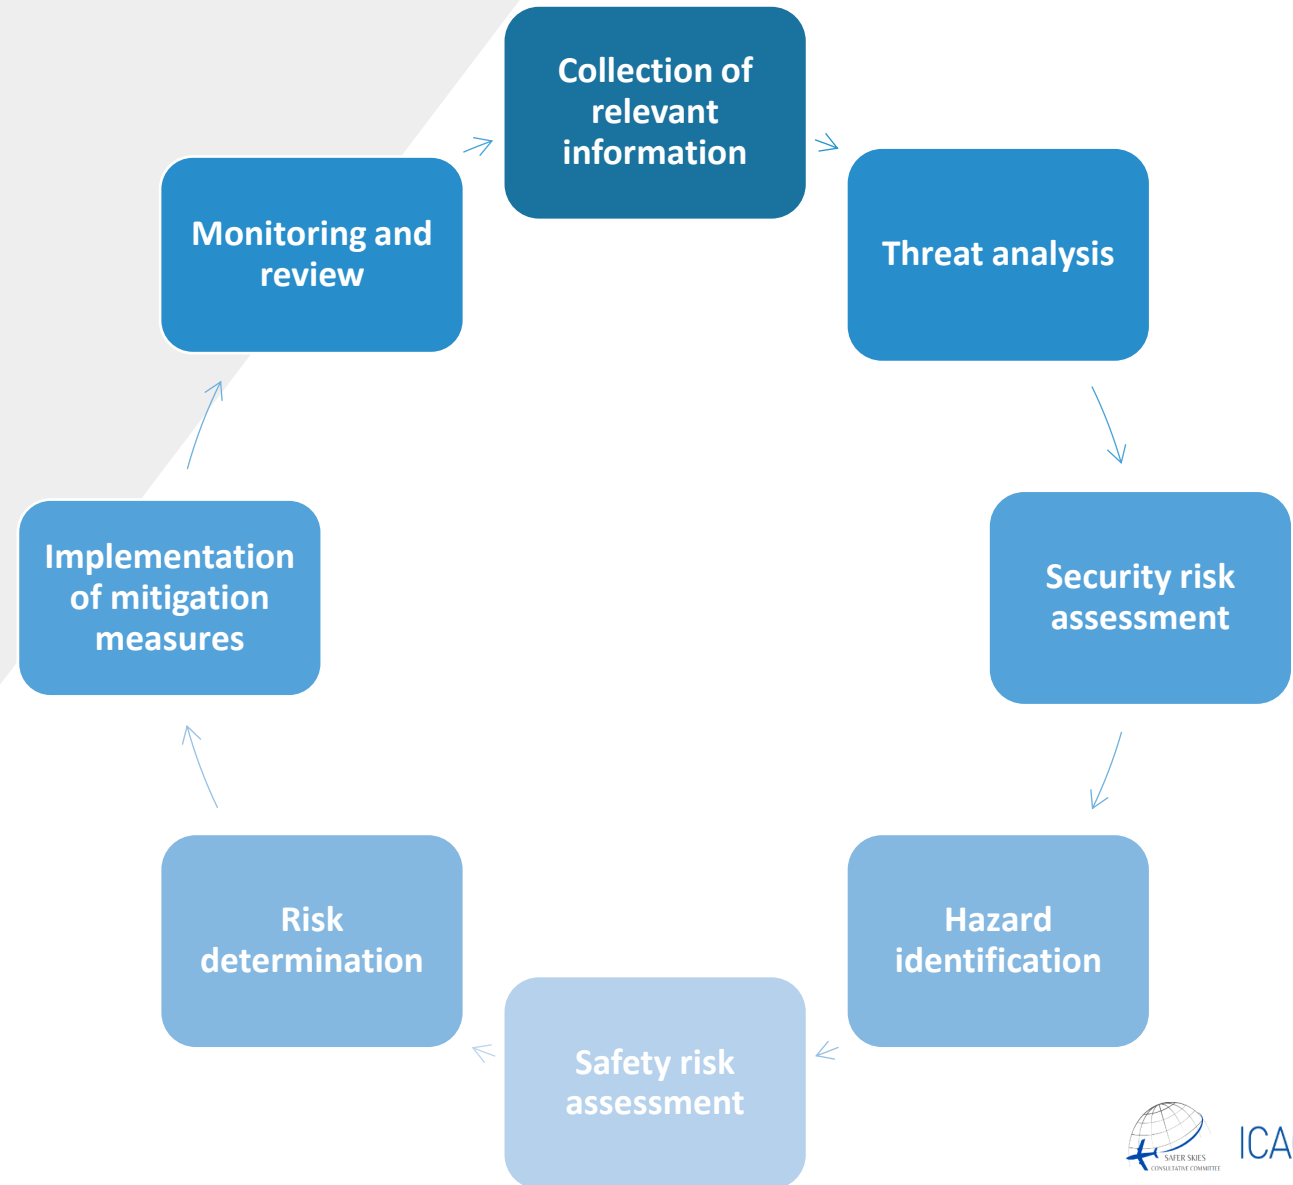 Collection of
relevant
information
Threat analysis
Security risk
assessment
Hazard
identification
Safety risk
assessment
Risk
determination
Implementation
of mitigation
measures
Monitoring and
review
SAFER SKIES
CONSULTATIVE COMMITTEE
ICA